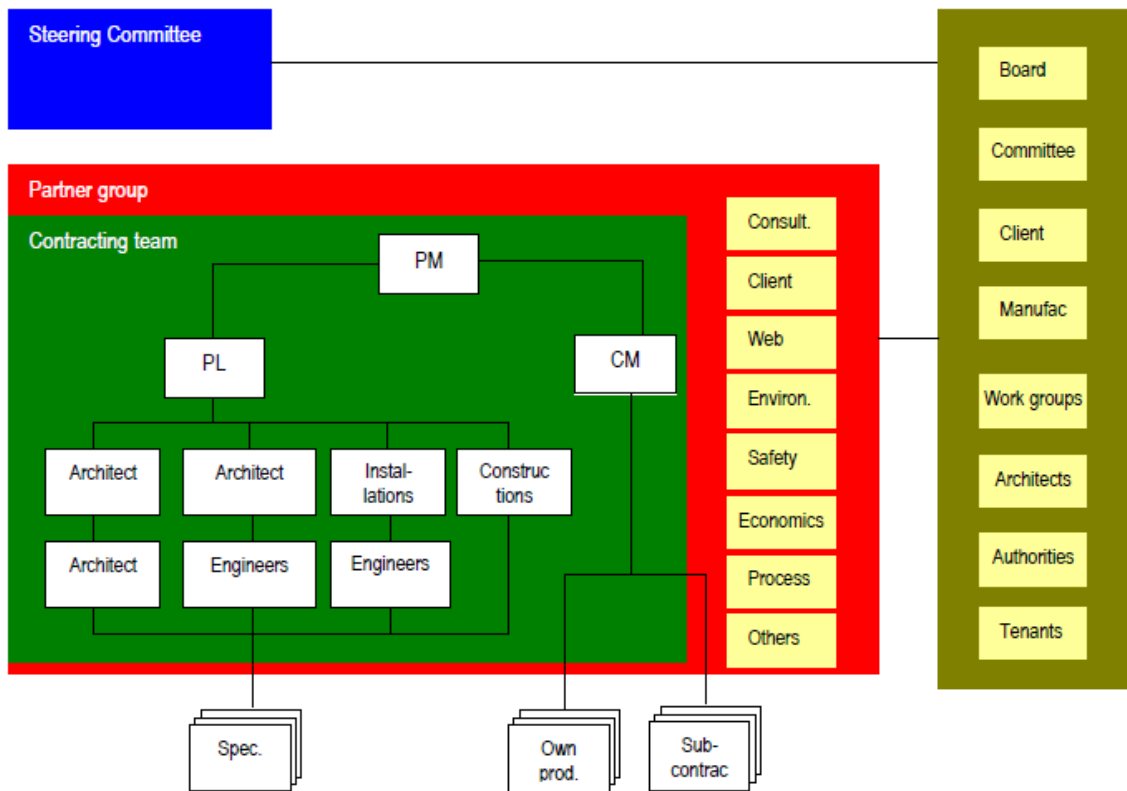 Steering Committee
Board
Committee
Client
Manufac
Work groups
Architects
Authorities
Tenants
Partner group
Contracting team
PM
PL
CM
Architect
Architect
Instal-
lations
Construc
tions
Architect
Engineers
Engineers
Consult.
Client
Web
Environ.
Safety
Economics
Process
Others
Spec.
Own
prod.
Sub-
contrac